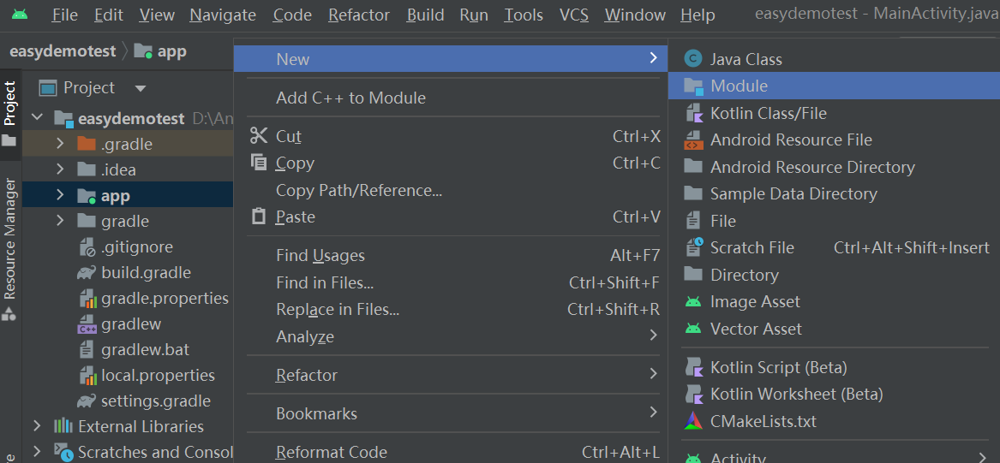 File Edit View Navigate Code Refactor Build Run Tools VCS Window Help easydemotest - MainActivity.java
easydemotest app
Project
Resource Manager
Project
easydemotest D:\An
.gradle
.idea
app
gradle
.gitignore
build.gradle
gradle.properties
gradlew
gradlew.bat
local.properties
settings.gradle
External Libraries
Scratches and Consol
New
Add C++ to Module
Cut Ctrl+X
Copy Ctrl+C
Copy Path/Reference...
Paste Ctrl+V
Find Usages Alt+F7
Find in Files... Ctrl+Shift+F
Replace in Files... Ctrl+Shift+R
Analyze
Refactor
Bookmarks
Reformat Code Ctrl+Alt+L
Java Class
Module
Kotlin Class/File
Android Resource File
Android Resource Directory
Sample Data Directory
File
Scratch File Ctrl+Alt+Shift+Insert
Directory
Image Asset
Vector Asset
Kotlin Script (Beta)
Kotlin Worksheet (Beta)
CMakeLists.txt
Activity